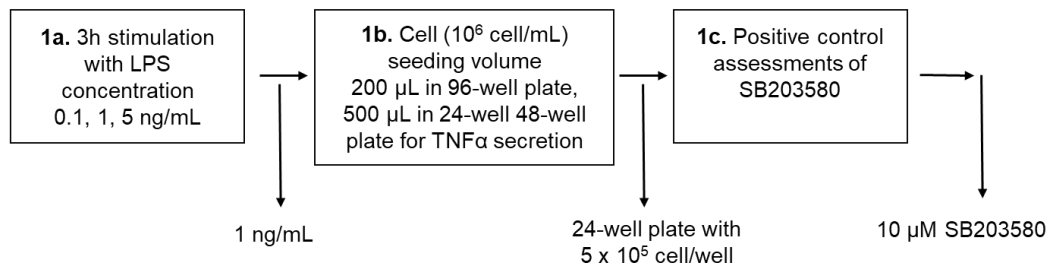 1a. 3h stimulation
with LPS
concentration
0.1, 1, 5 ng/mL
1b. Cell (10⁶ cell/mL)
seeding volume
200 µL in 96-well plate,
500 µL in 24-well 48-well
plate for TNFα secretion
1c. Positive control
assessments of
SB203580
1 ng/mL
24-well plate with
5 x 10⁵ cell/well
10 µM SB203580